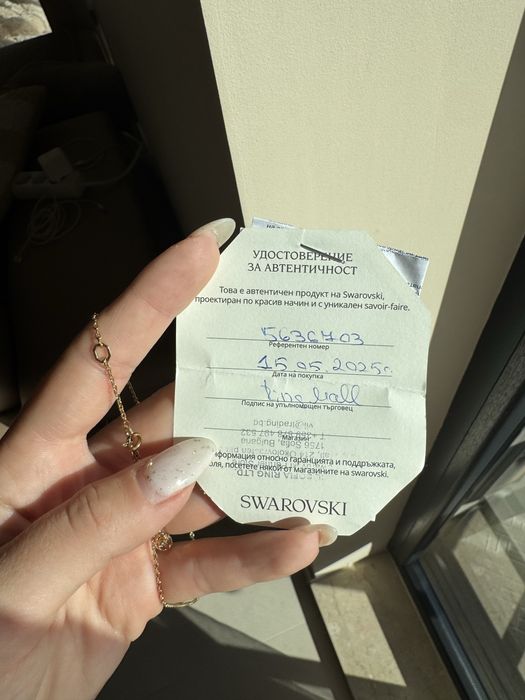 УДОСТОВЕРЕНИЕ
ЗА АВТЕНТИЧНОСТ
Това е автентичен продукт на Swarovski,
проектиран по красив начин и с уникален savoir-faire.
5636703
Референтен номер
15.05.2025г.
Дата на покупка
Подпис на упълномощен търговец
Магазин
формация относно гаранцията и поддръжката,
оля, посетете някой от магазините на swarovski.
SWAROVSKI